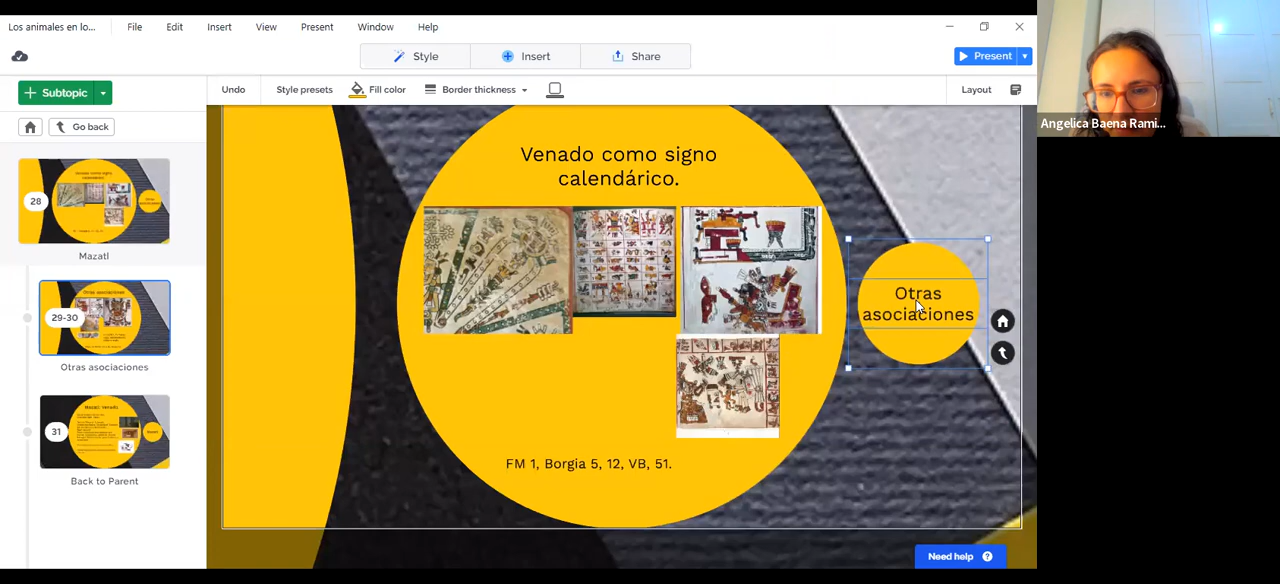 Los animales en lo...
File
Edit
Insert
View
Present
Window
Help
Style
Insert
Share
Present
Subtopic
Undo
Style presets
Fill color
Border thickness
Layout
Go back
Angelica Baena Rami...
28
Mazatl
29-30
Otras asociaciones
31
Back to Parent
Venado como signo
calendárico.
FM 1, Borgia 5, 12, VB, 51.
Otras
asociaciones
Need help ?